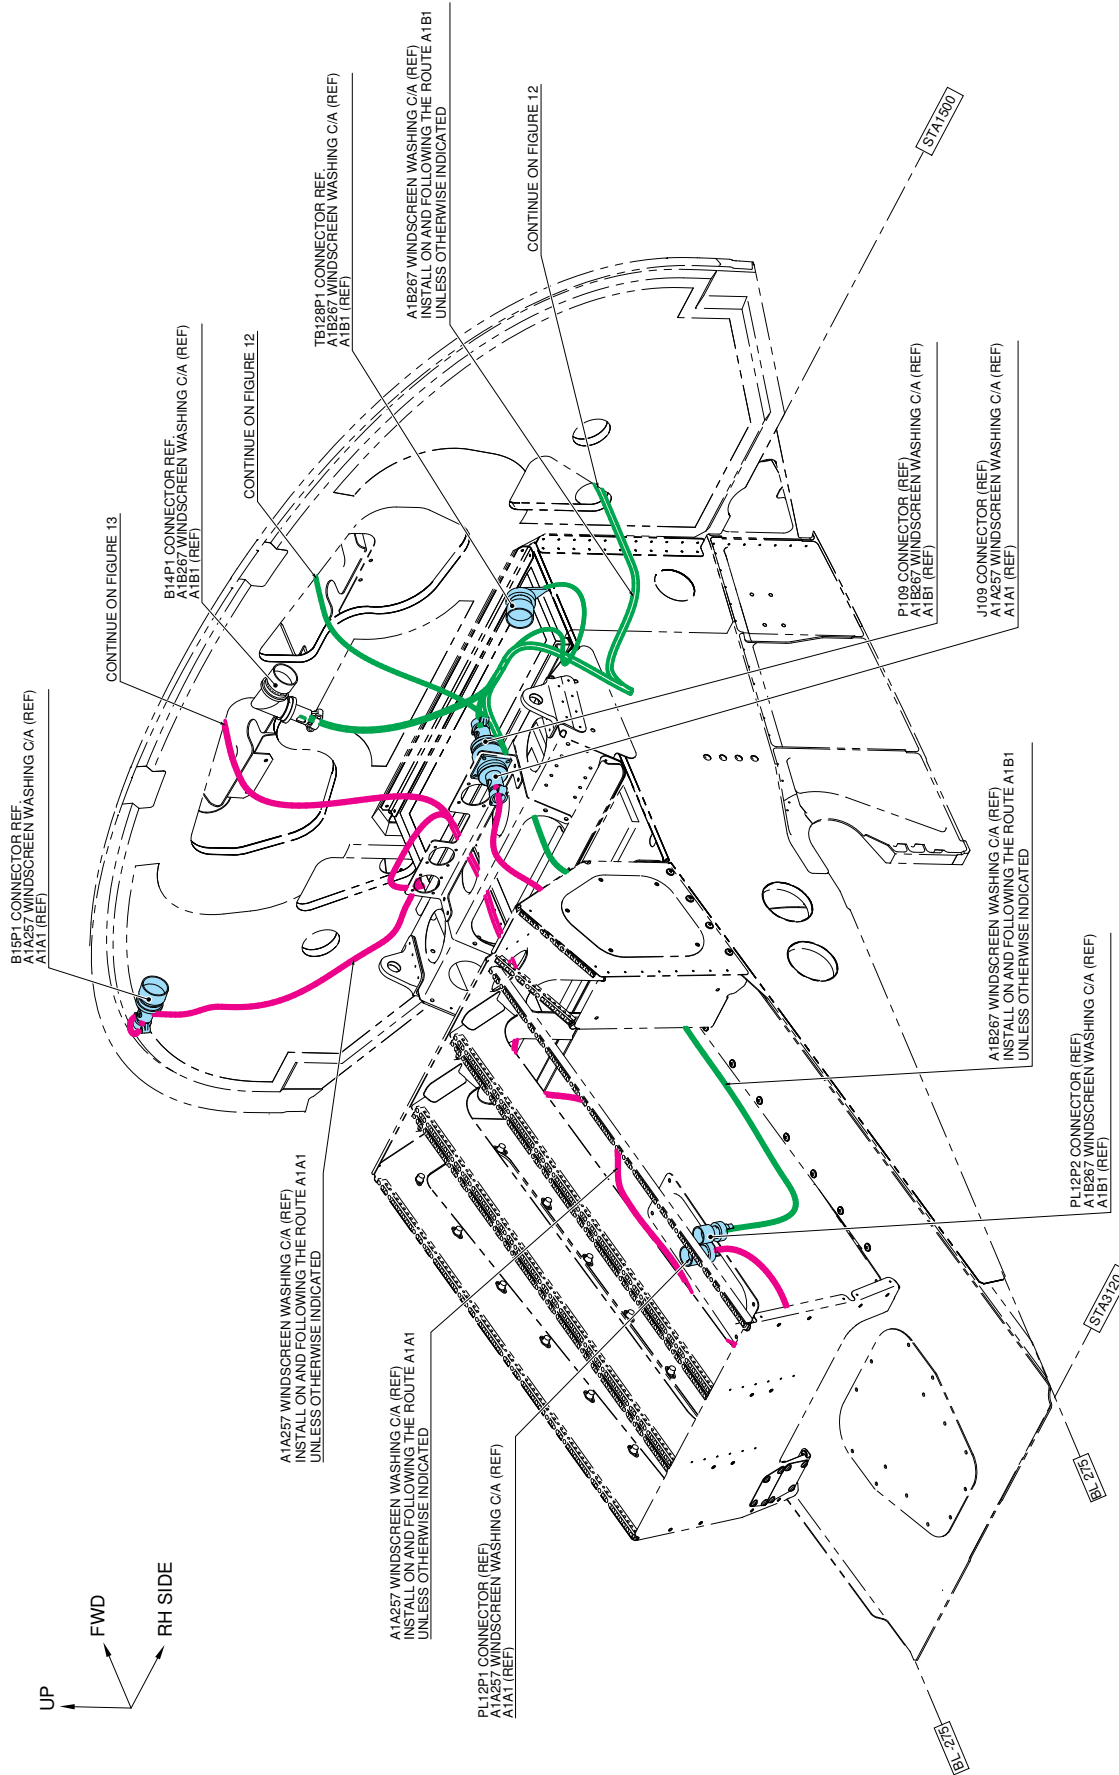 B15P1 CONNECTOR REF.
A1A257 WINDSCREEN WASHING C/A (REF)
A1A1 (REF)
CONTINUE ON FIGURE 13
B14P1 CONNECTOR REF.
A1B267 WINDSCREEN WASHING C/A (REF)
A1B1 (REF)
CONTINUE ON FIGURE 12
TB128P1 CONNECTOR REF.
A1B267 WINDSCREEN WASHING C/A (REF)
A1B1 (REF)
A1B267 WINDSCREEN WASHING C/A (REF)
INSTALL ON AND FOLLOWING THE ROUTE A1B1
UNLESS OTHERWISE INDICATED
CONTINUE ON FIGURE 12
STA1500
P109 CONNECTOR (REF)
A1B267 WINDSCREEN WASHING C/A (REF)
A1B1 (REF)
J109 CONNECTOR (REF)
A1A257 WINDSCREEN WASHING C/A (REF)
A1A1 (REF)
A1B267 WINDSCREEN WASHING C/A (REF)
INSTALL ON AND FOLLOWING THE ROUTE A1B1
UNLESS OTHERWISE INDICATED
PL12P2 CONNECTOR (REF)
A1B267 WINDSCREEN WASHING C/A (REF)
A1B1 (REF)
STA3120
BL 275
BL -275
A1A257 WINDSCREEN WASHING C/A (REF)
INSTALL ON AND FOLLOWING THE ROUTE A1A1
UNLESS OTHERWISE INDICATED
A1A257 WINDSCREEN WASHING C/A (REF)
INSTALL ON AND FOLLOWING THE ROUTE A1A1
UNLESS OTHERWISE INDICATED
PL12P1 CONNECTOR (REF)
A1A257 WINDSCREEN WASHING C/A (REF)
A1A1 (REF)
UP
FWD
RH SIDE